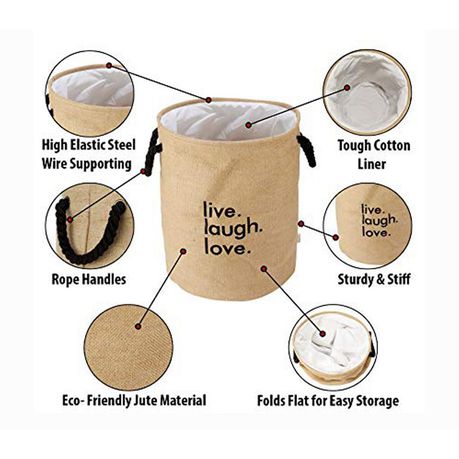 High Elastic Steel
Wire Supporting
Tough Cotton
Liner
live.
laugh.
love.
live.
laugh.
love.
Rope Handles
Sturdy & Stiff
Eco- Friendly Jute Material
Folds Flat for Easy Storage